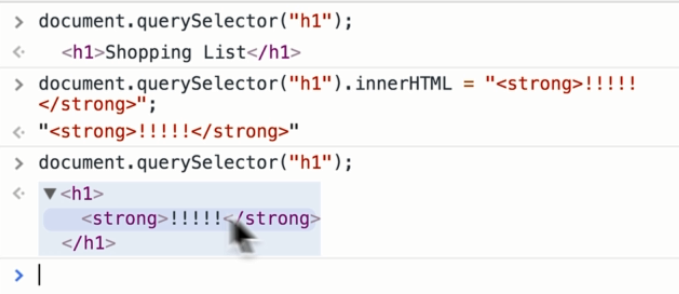 > document.querySelector("h1");
<h1>Shopping List</h1>
> document.querySelector("h1").innerHTML = "<strong>!!!!!
</strong>";
"<strong>!!!!!</strong>"
> document.querySelector("h1");
▼<h1>
<strong>!!!!!</strong>
</h1>
>